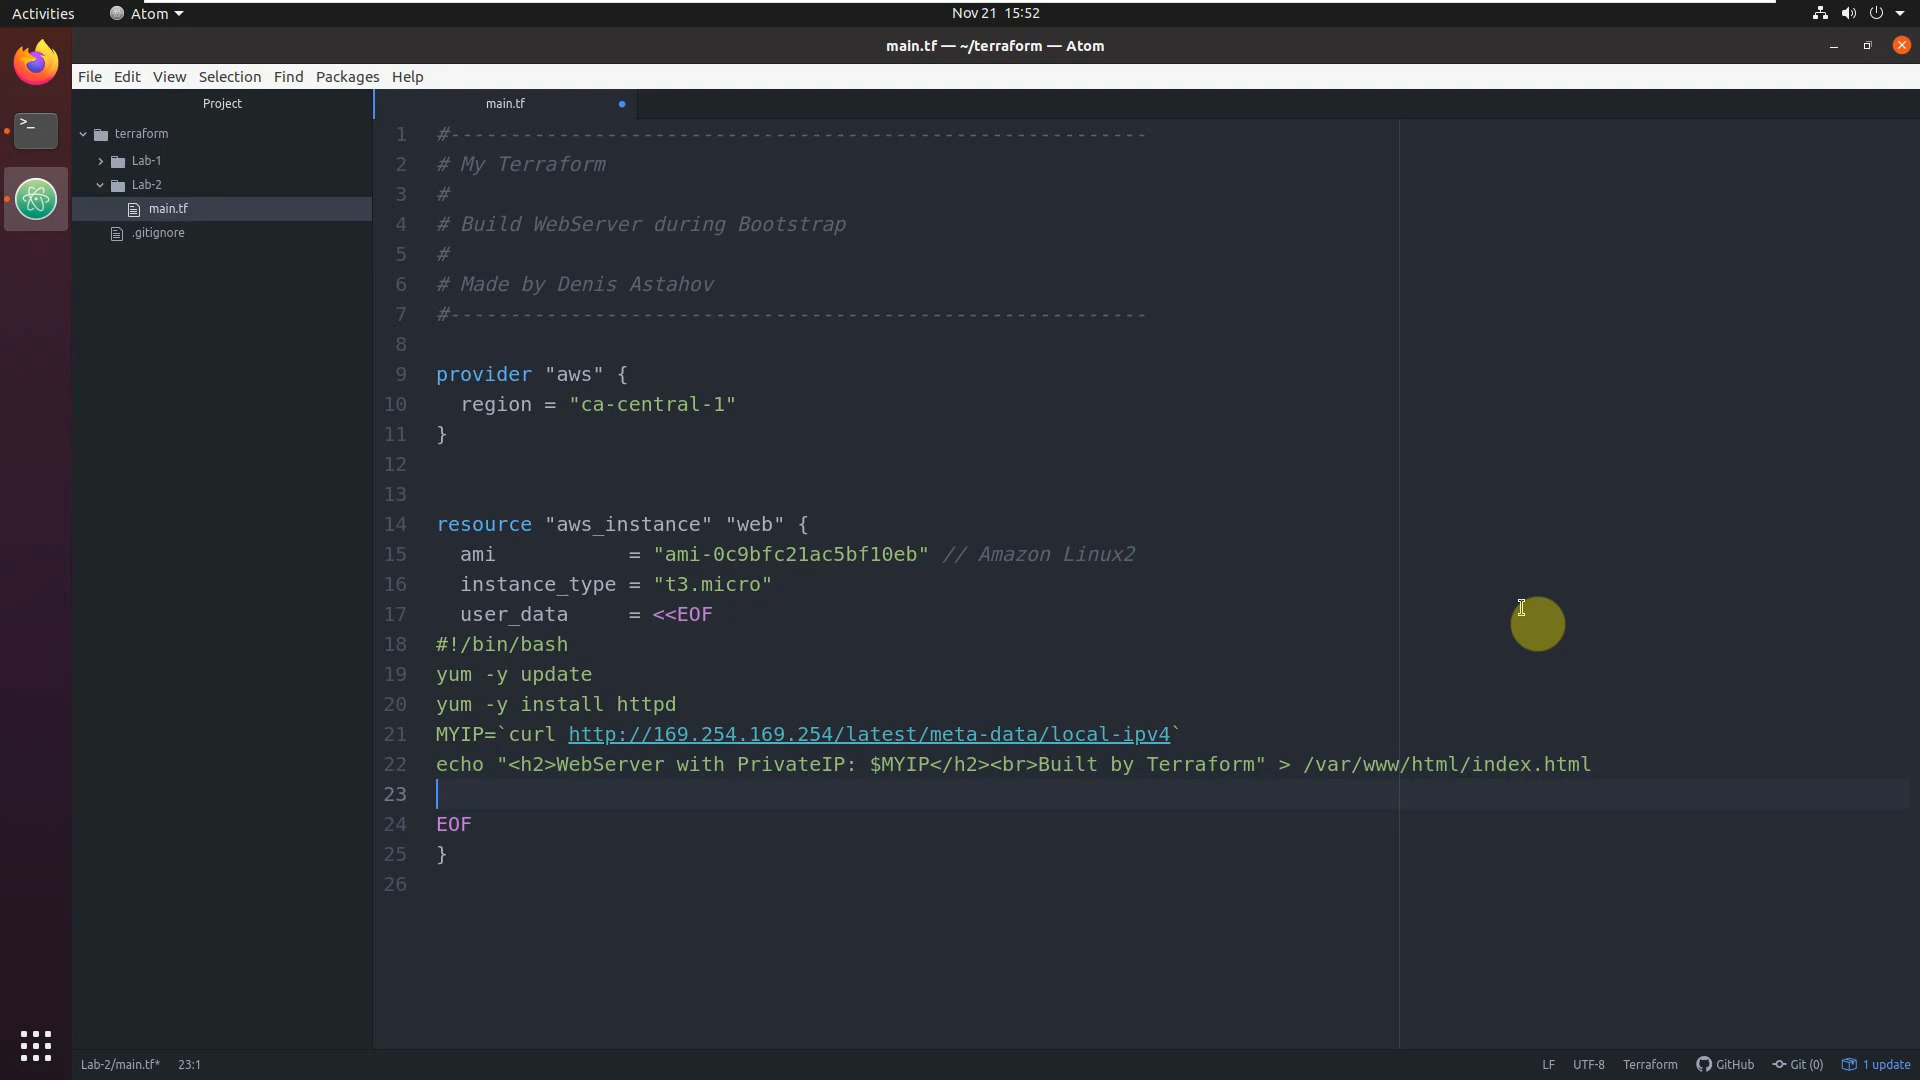 Activities
Atom
Nov 21 15:52
main.tf — ~/terraform — Atom
File Edit View Selection Find Packages Help
Project
main.tf
terraform
Lab-1
Lab-2
main.tf
.gitignore
1 #----------------------------------------------------------
2 # My Terraform
3 #
4 # Build WebServer during Bootstrap
5 #
6 # Made by Denis Astahov
7 #----------------------------------------------------------
8
9 provider "aws" {
10   region = "ca-central-1"
11 }
12
13
14 resource "aws_instance" "web" {
15   ami           = "ami-0c9bfc21ac5bf10eb" // Amazon Linux2
16   instance_type = "t3.micro"
17   user_data     = <<EOF
18 #!/bin/bash
19 yum -y update
20 yum -y install httpd
21 MYIP=`curl http://169.254.169.254/latest/meta-data/local-ipv4`
22 echo "<h2>WebServer with PrivateIP: $MYIP</h2><br>Built by Terraform" > /var/www/html/index.html
23
24 EOF
25 }
26
Lab-2/main.tf* 23:1
LF UTF-8 Terraform GitHub Git (0) 1 update